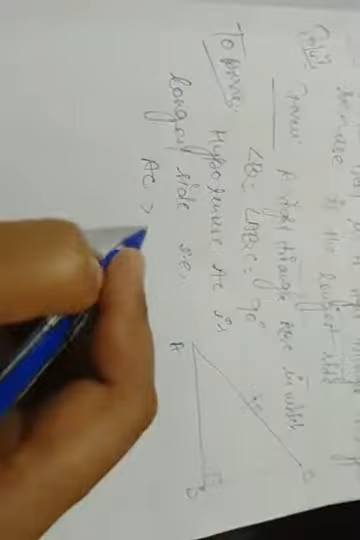 hypotenuse is the longest side
Given: A right triangle ABC in which
∠B = ∠ABC = 90°
To prove: Hypotenuse AC is
longest side i.e,
AC >
A
B
C